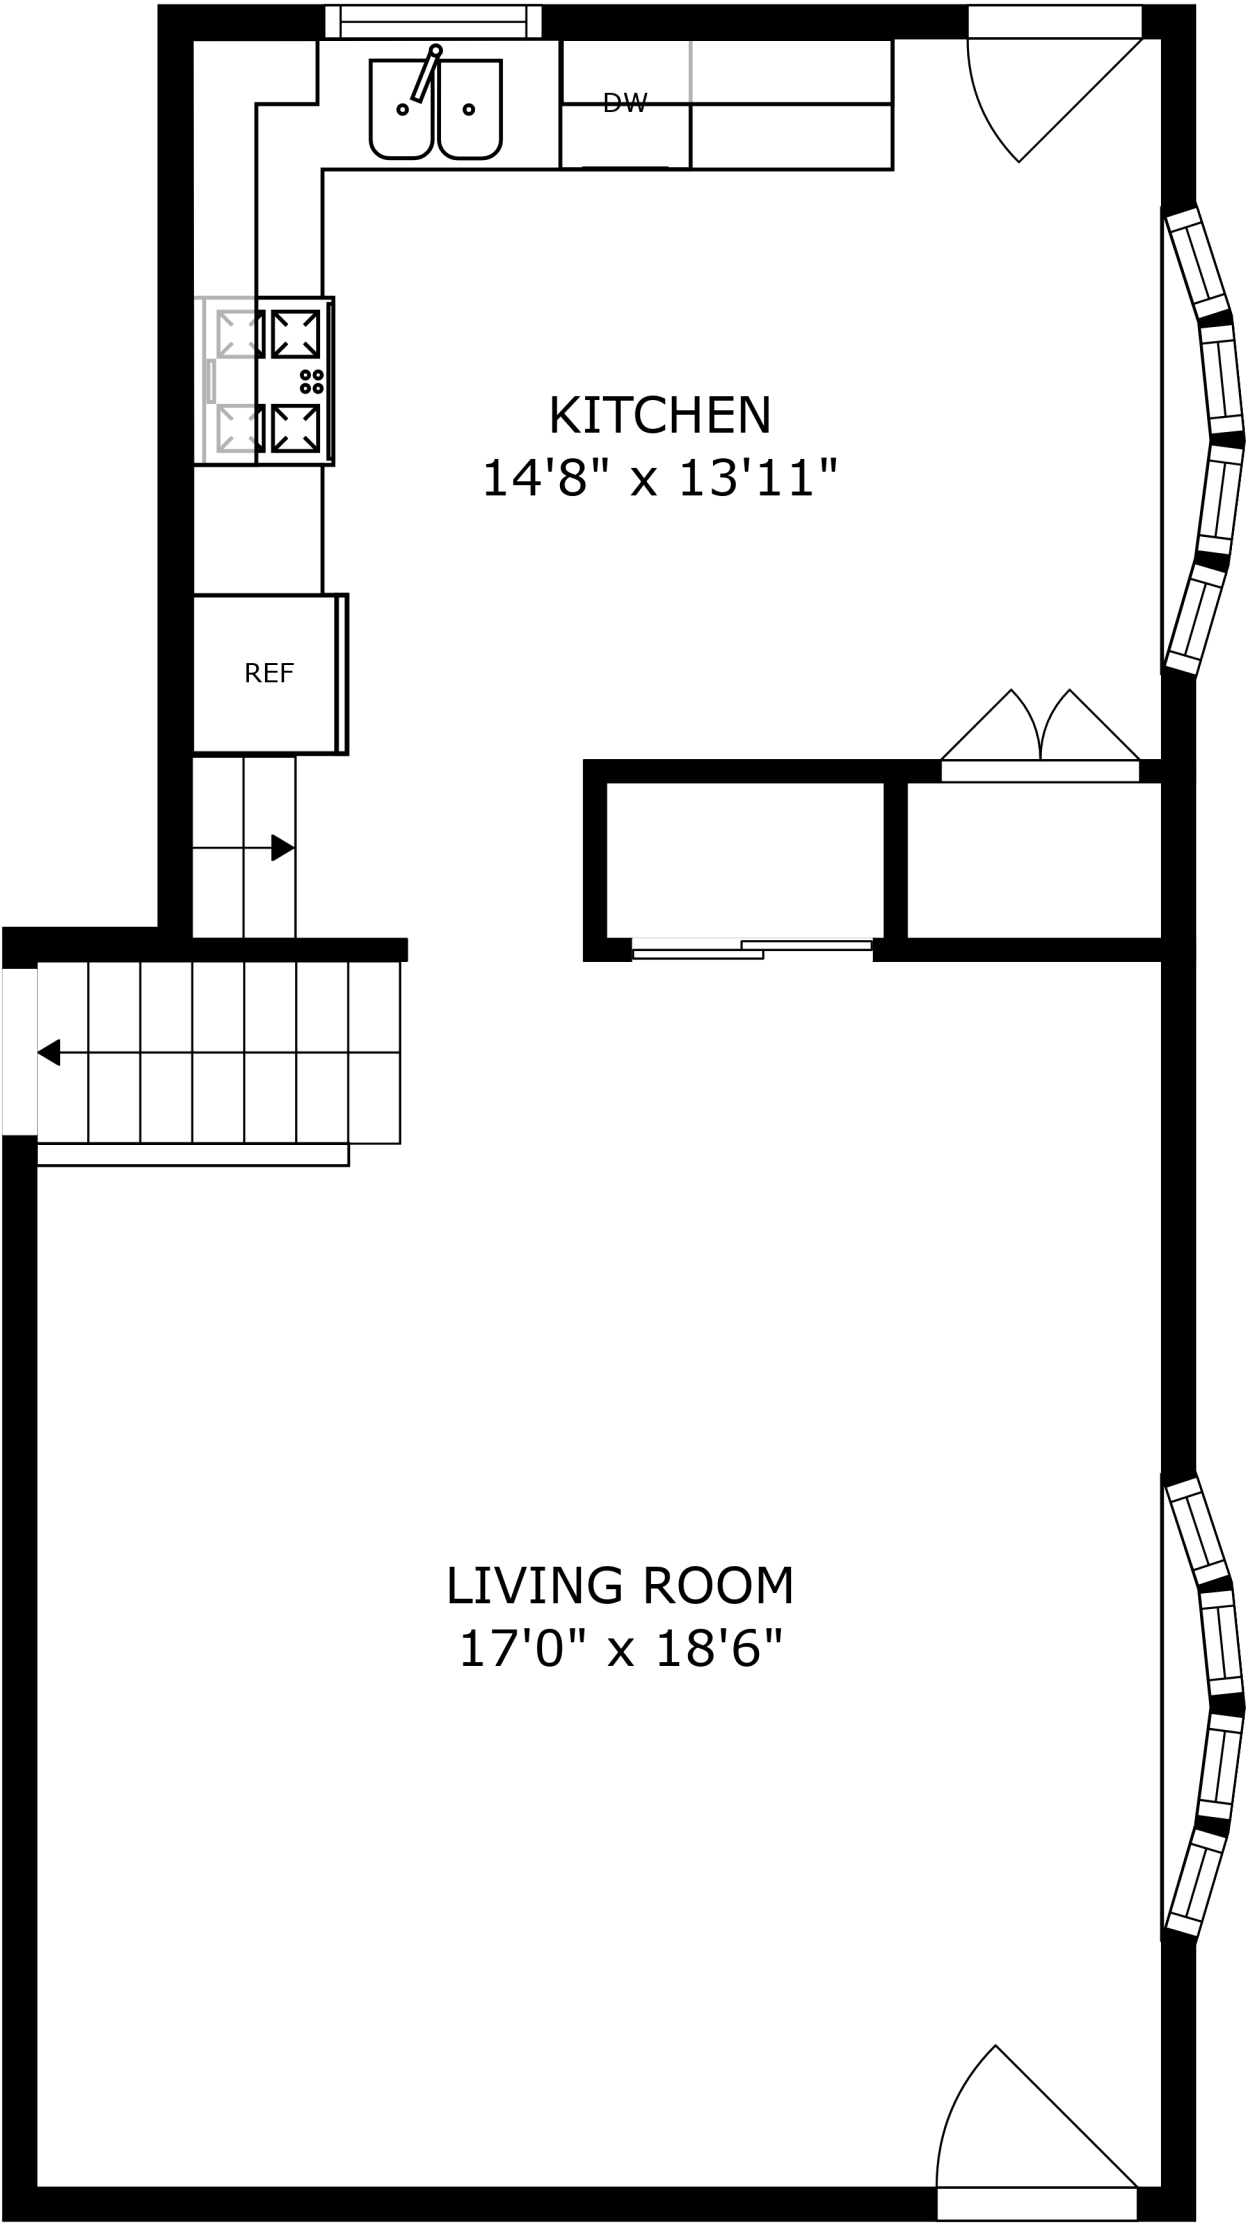 DW
KITCHEN
14'8" x 13'11"
REF
LIVING ROOM
17'0" x 18'6"